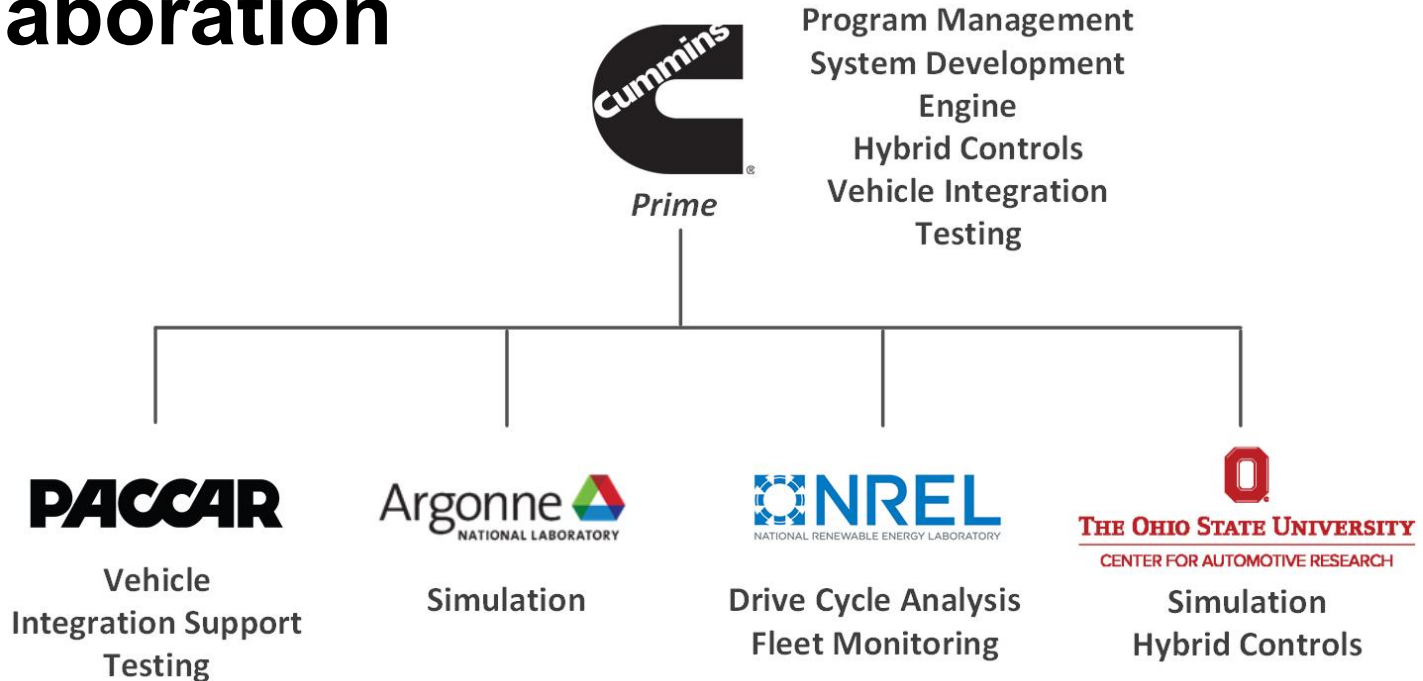 aboration
Cummins
®
Prime
Program Management
System Development
Engine
Hybrid Controls
Vehicle Integration
Testing
PACCAR
Vehicle
Integration Support
Testing
Argonne
NATIONAL LABORATORY
Simulation
NREL
NATIONAL RENEWABLE ENERGY LABORATORY
Drive Cycle Analysis
Fleet Monitoring
O
THE OHIO STATE UNIVERSITY
CENTER FOR AUTOMOTIVE RESEARCH
Simulation
Hybrid Controls